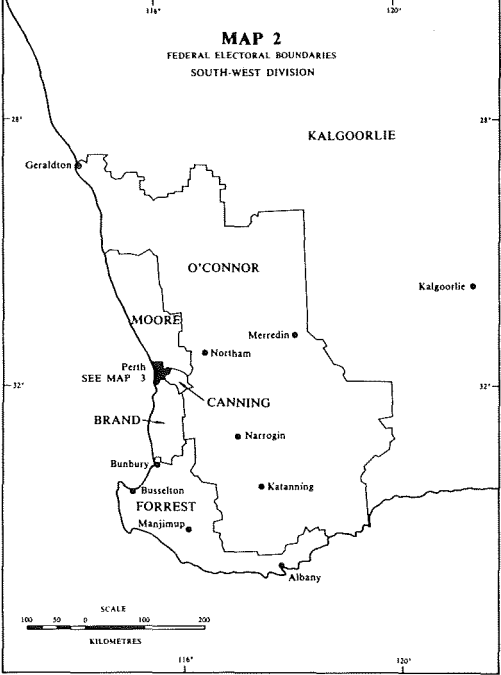 116°
120°
MAP 2
FEDERAL ELECTORAL BOUNDARIES
SOUTH-WEST DIVISION
28°
28°
KALGOORLIE
Geraldton
O'CONNOR
Kalgoorlie
MOORE
Merredin
Northam
Perth
SEE MAP 3
32°
32°
CANNING
BRAND
Narrogin
Bunbury
Katanning
Busselton
FORREST
Manjimup
Albany
SCALE
100 50 0 100 200
KILOMETRES
116°
120°